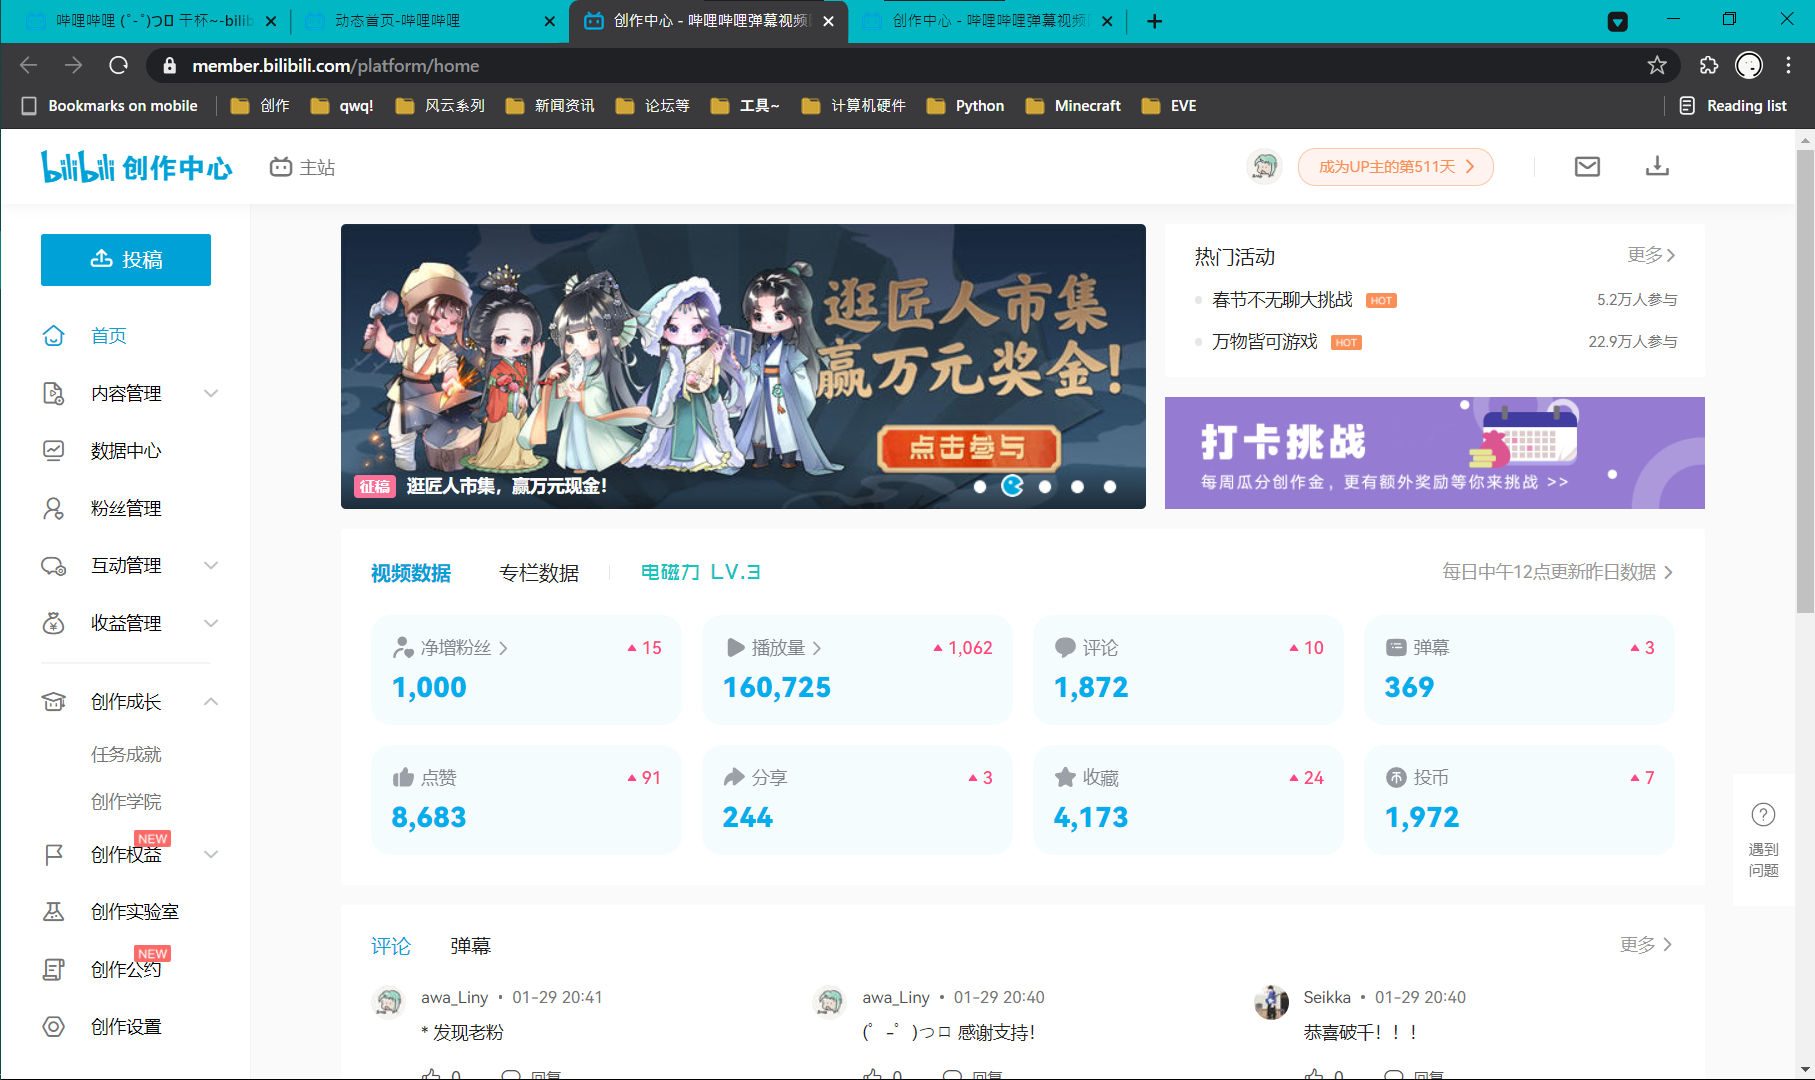 哔哩哔哩 (゜-゜)つロ 干杯~-bilib
动态首页-哔哩哔哩
创作中心 - 哔哩哔哩弹幕视频
创作中心 - 哔哩哔哩弹幕视频
member.bilibili.com/platform/home
Bookmarks on mobile
创作
qwq!
风云系列
新闻资讯
论坛等
工具~
计算机硬件
Python
Minecraft
EVE
Reading list
bilibili 创作中心
主站
成为UP主的第511天
投稿
首页
内容管理
数据中心
粉丝管理
互动管理
收益管理
创作成长
任务成就
创作学院
创作权益 NEW
创作实验室
创作公约 NEW
创作设置
逛匠人市集
赢万元奖金!
点击参与
征稿 逛匠人市集，赢万元现金!
热门活动
更多
春节不无聊大挑战 HOT
5.2万人参与
万物皆可游戏 HOT
22.9万人参与
打卡挑战
每周瓜分创作金，更有额外奖励等你来挑战 >>
视频数据
专栏数据
电磁力 LV.3
每日中午12点更新昨日数据
净增粉丝 15
1,000
播放量 1,062
160,725
评论 10
1,872
弹幕 3
369
点赞 91
8,683
分享 3
244
收藏 24
4,173
投币 7
1,972
遇到
问题
评论
弹幕
更多
awa_Liny • 01-29 20:41
* 发现老粉
0 回复
awa_Liny • 01-29 20:40
(゜-゜)つロ 感谢支持!
0 回复
Seikka • 01-29 20:40
恭喜破千！！！
0 回复